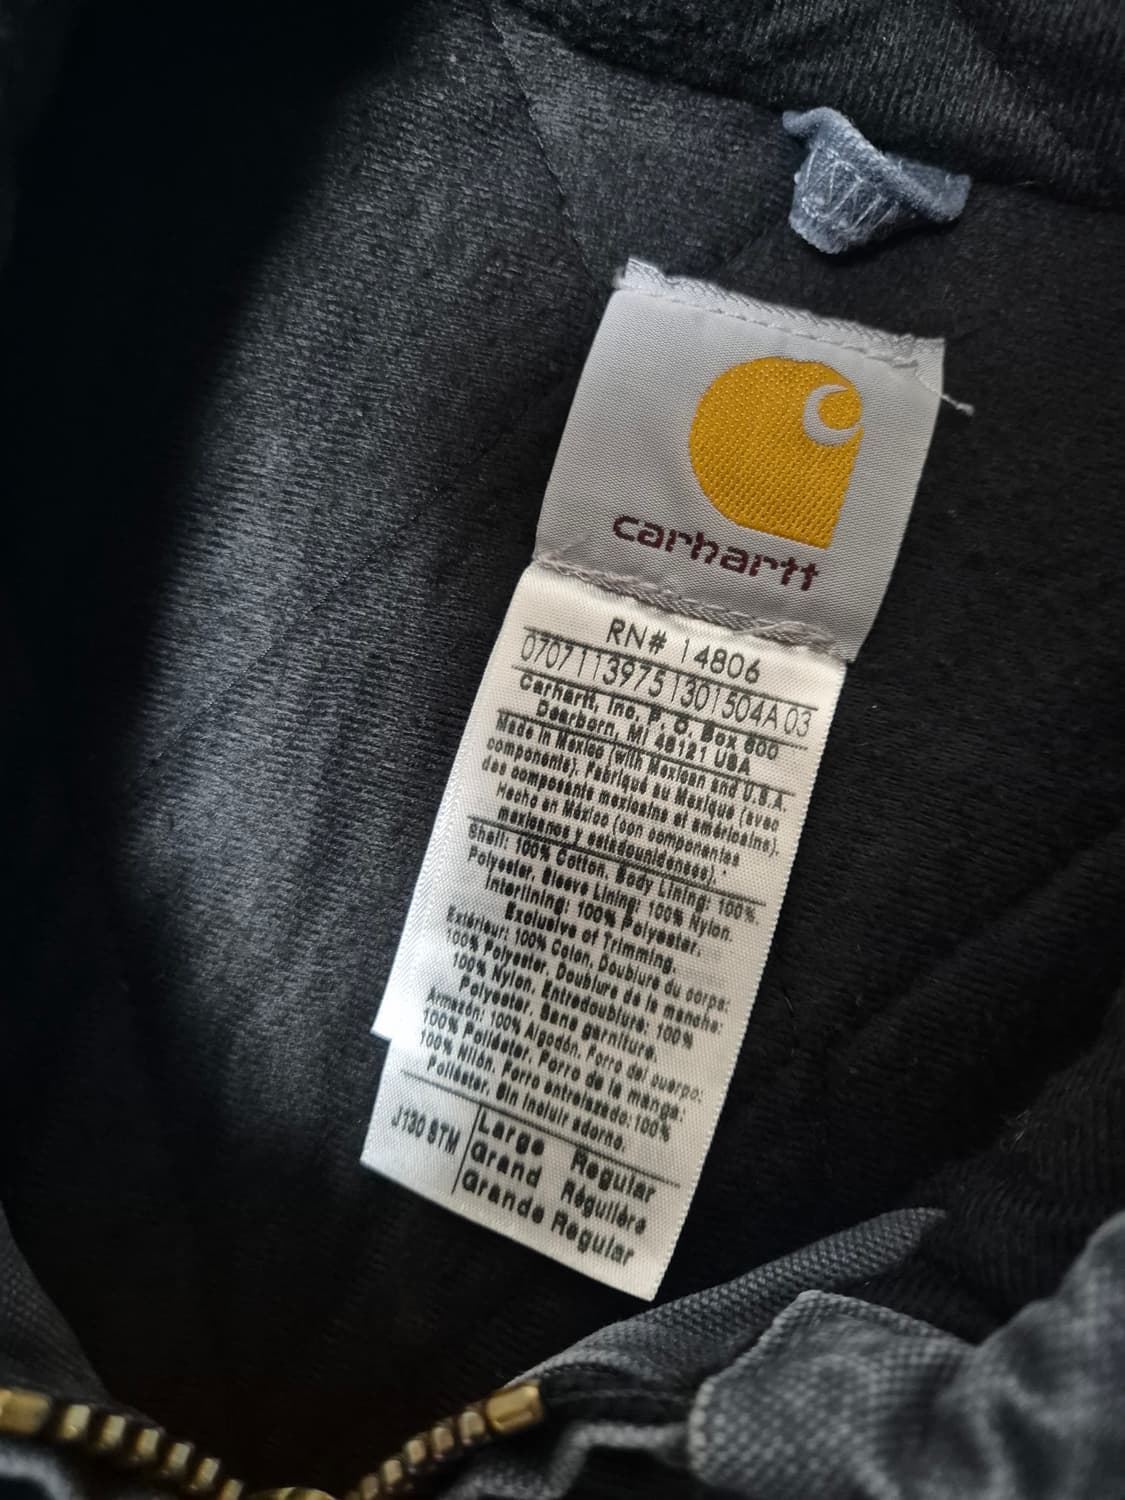 carhartt
RN# 14806
07071139751301504A 03
Carhartt, Inc. P. O. Box 600
Dearborn, MI 48121 USA
Made in Mexico (with Mexican and U.S.A.
components). Fabriqué au Mexique (avec
des composants mexicains et américains).
Hecho en México (con componentes
mexicanos y estadounidenses).
Shell: 100% Cotton, Body Lining: 100%
Polyester, Sleeve Lining: 100% Nylon.
Interlining: 100% Polyester.
Exclusive of Trimming.
Extérieur: 100% Coton, Doublure du corps:
100% Polyester, Doublure de la manche:
100% Nylon, Entredoublure: 100%
Polyester, Sans garniture.
Armazón: 100% Algodón, Forro del cuerpo:
100% Poliéster, Forro de la manga:
100% Nilón, Forro entrelazado: 100%
Poliéster. Sin incluir adorno.
J130 STM
Large Regular
Grand Régulière
Grande Regular